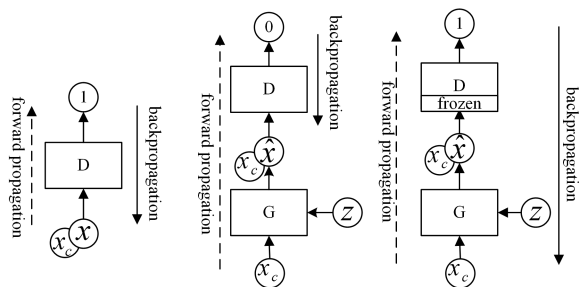 1
D
x_c x
forward propagation
backpropagation
0
D
x_c x̂
G
z
x_c
forward propagation
backpropagation
1
D
frozen
x_c x̂
G
z
x_c
forward propagation
backpropagation